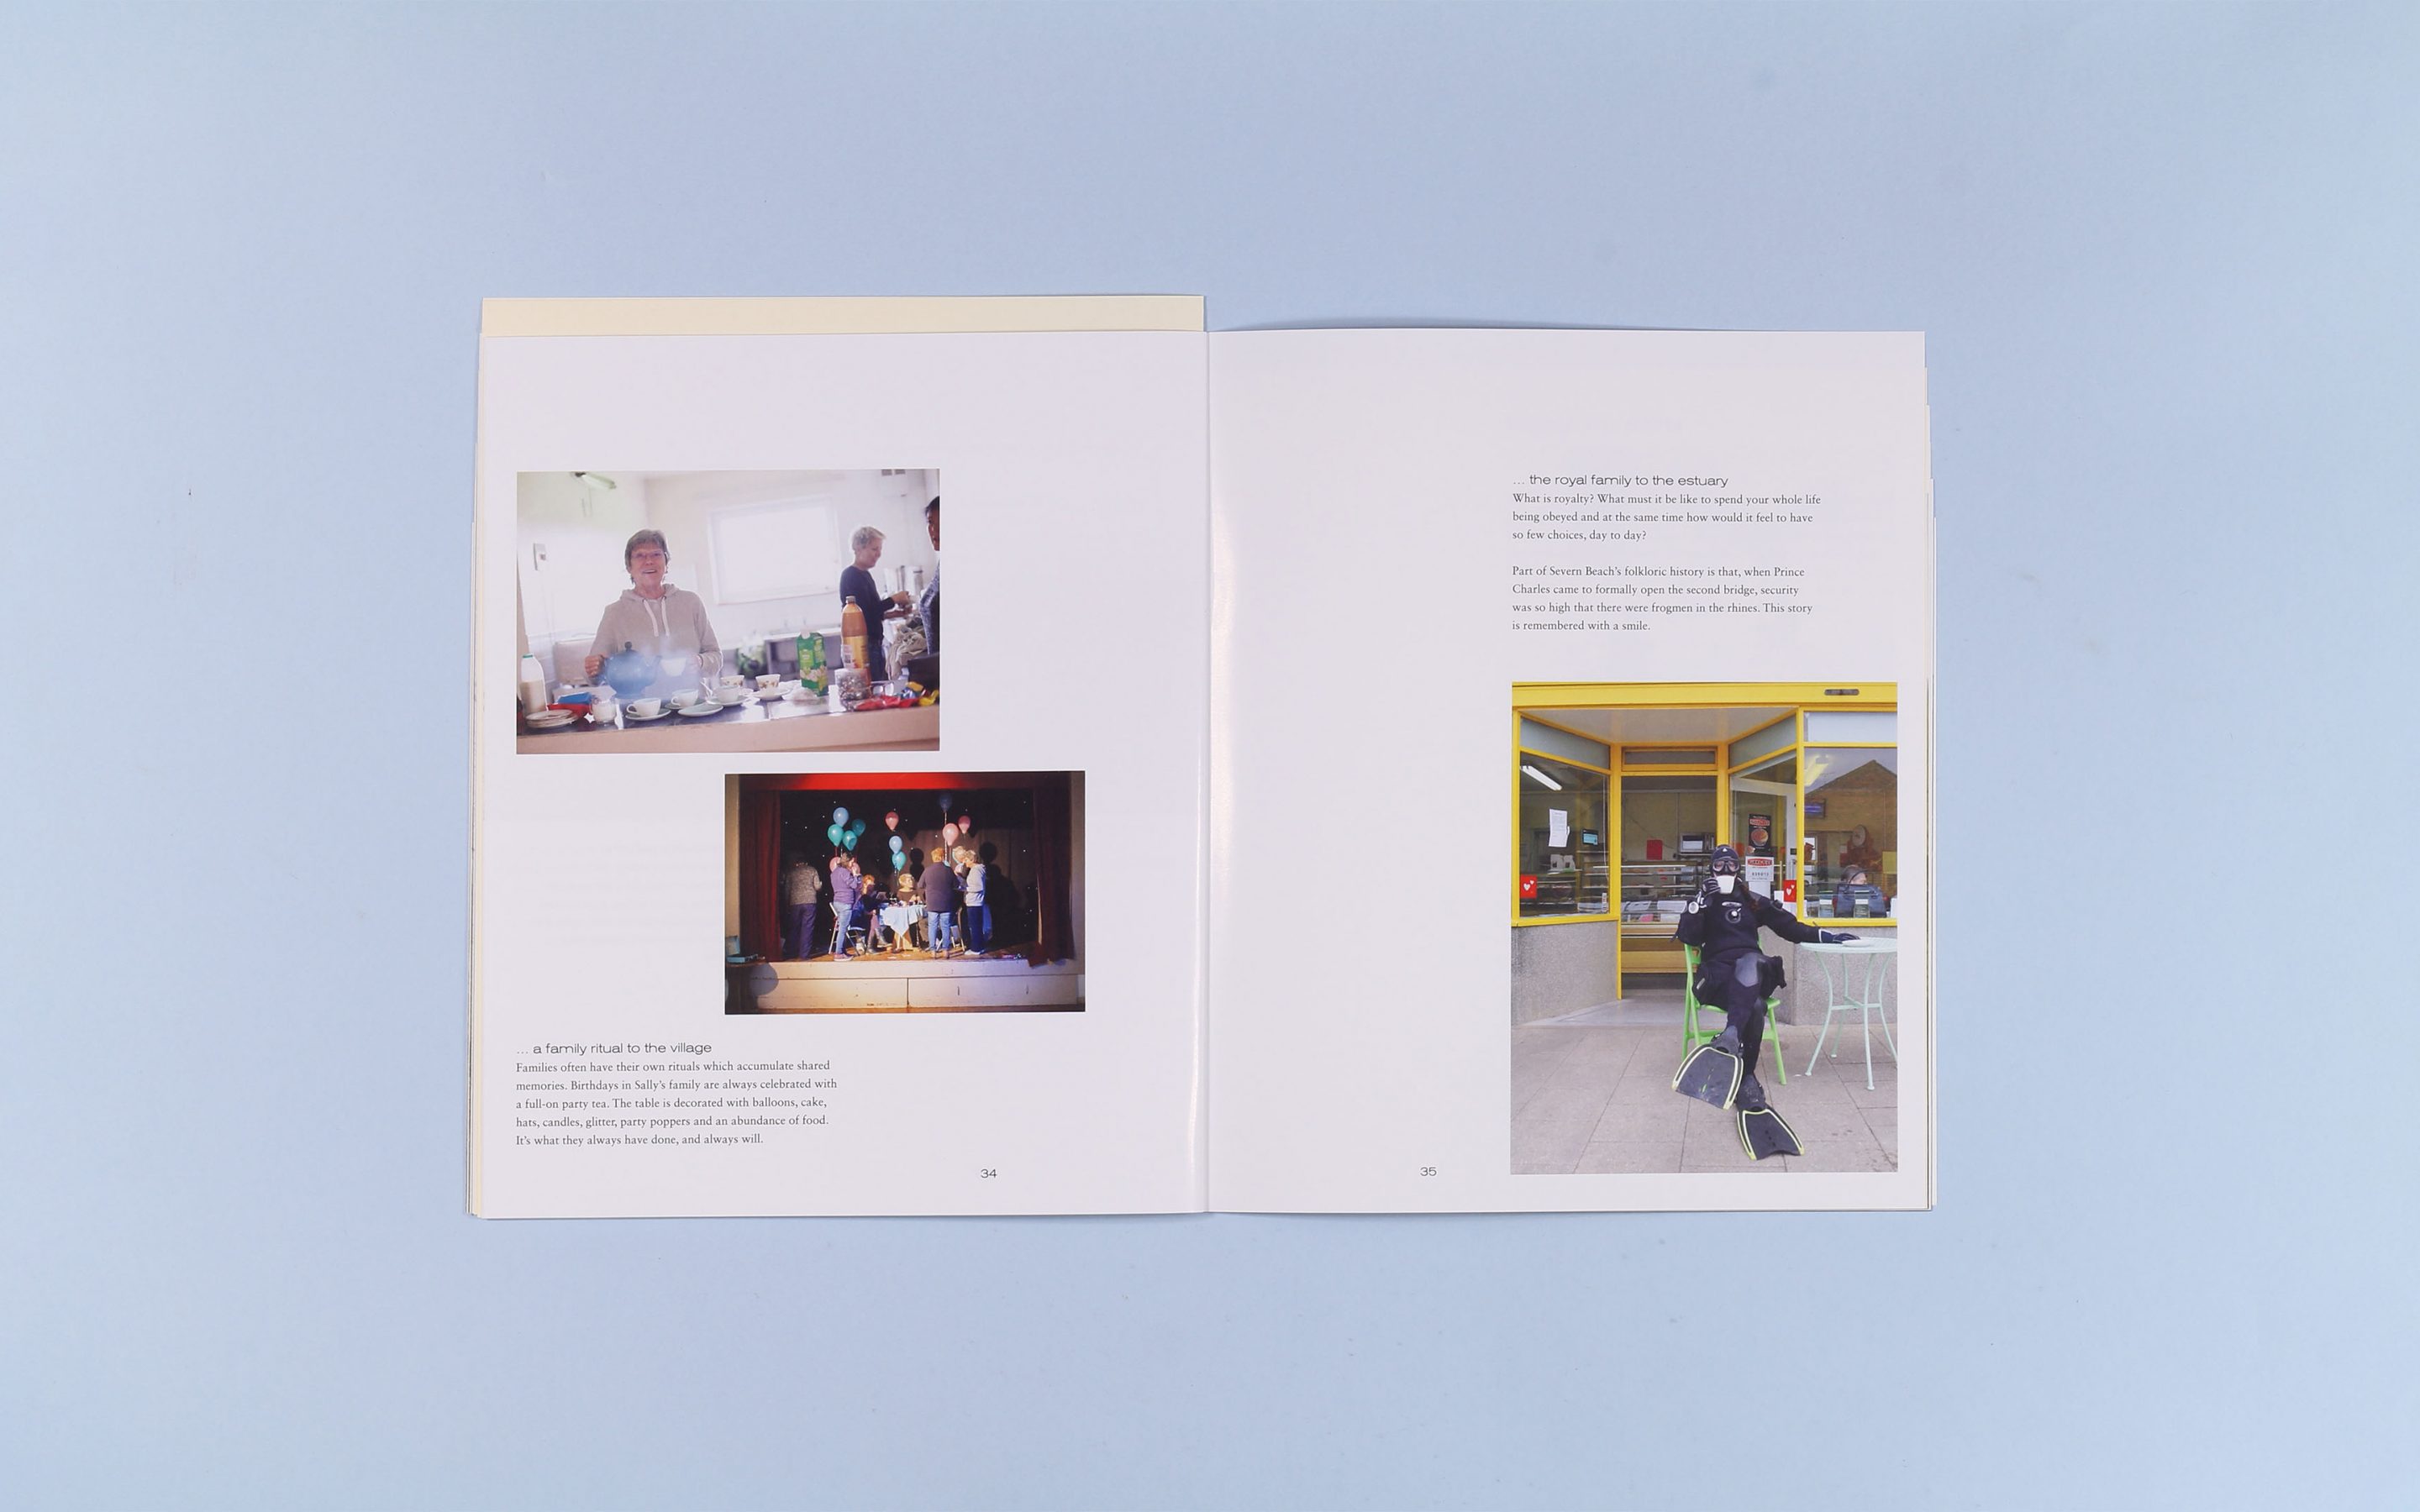 ... a family ritual to the village
Families often have their own rituals which accumulate shared
memories. Birthdays in Sally's family are always celebrated with
a full-on party tea. The table is decorated with balloons, cake,
hats, candles, glitter, party poppers and an abundance of food.
It's what they always have done, and always will.
34
... the royal family to the estuary
What is royalty? What must it be like to spend your whole life
being obeyed and at the same time how would it feel to have
so few choices, day to day?
Part of Severn Beach's folkloric history is that, when Prince
Charles came to formally open the second bridge, security
was so high that there were frogmen in the rhines. This story
is remembered with a smile.
35